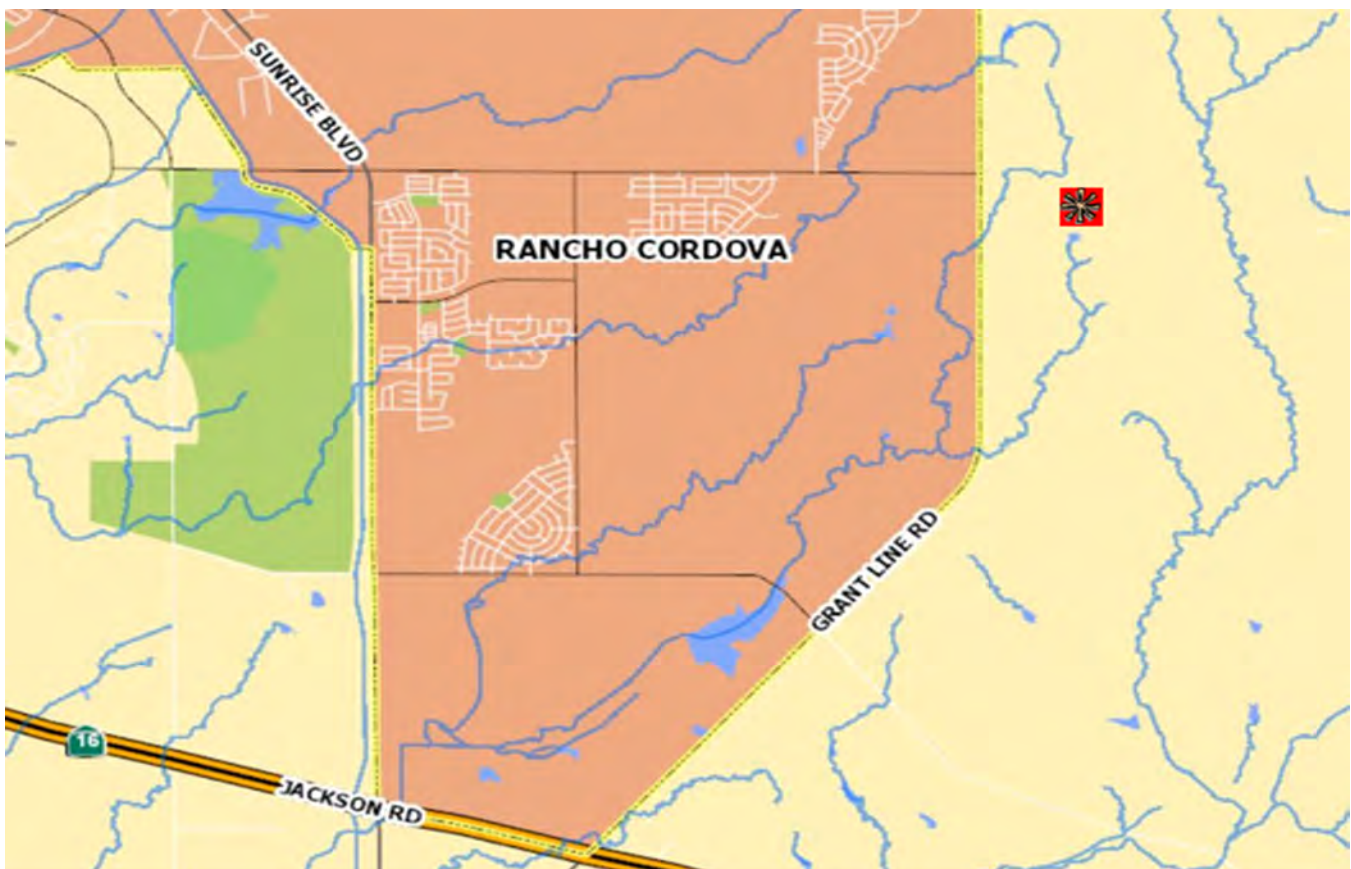 SUNRISE BLVD
RANCHO CORDOVA
GRANT LINE RD
16
JACKSON RD